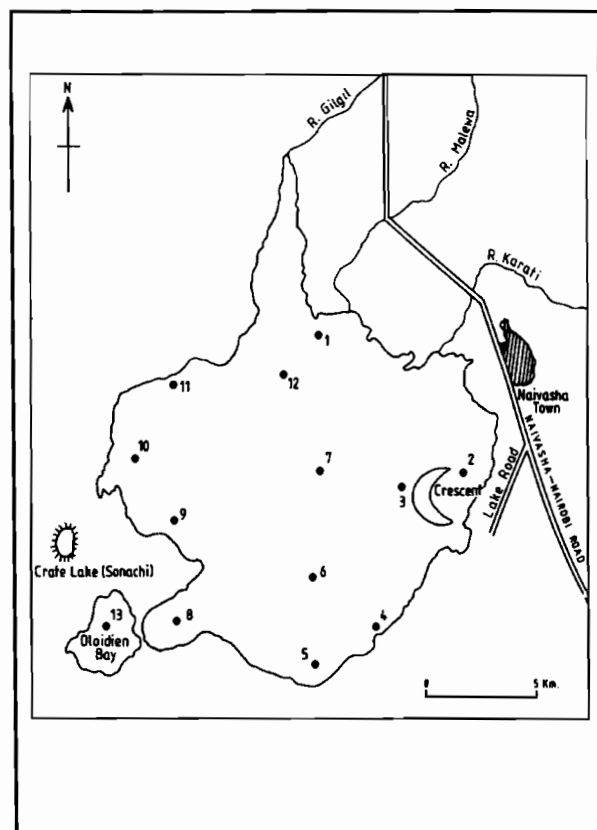 N
R. Gilgil
R. Malewa
R. Karati
1
12
11
Naivasha
Town
NAIVASHA-NAIROBI ROAD
Lake Road
10
7
2
3
Crescent
9
Crate Lake (Sonachi)
6
13
Oloidien
Bay
8
4
5
0
5 Km.